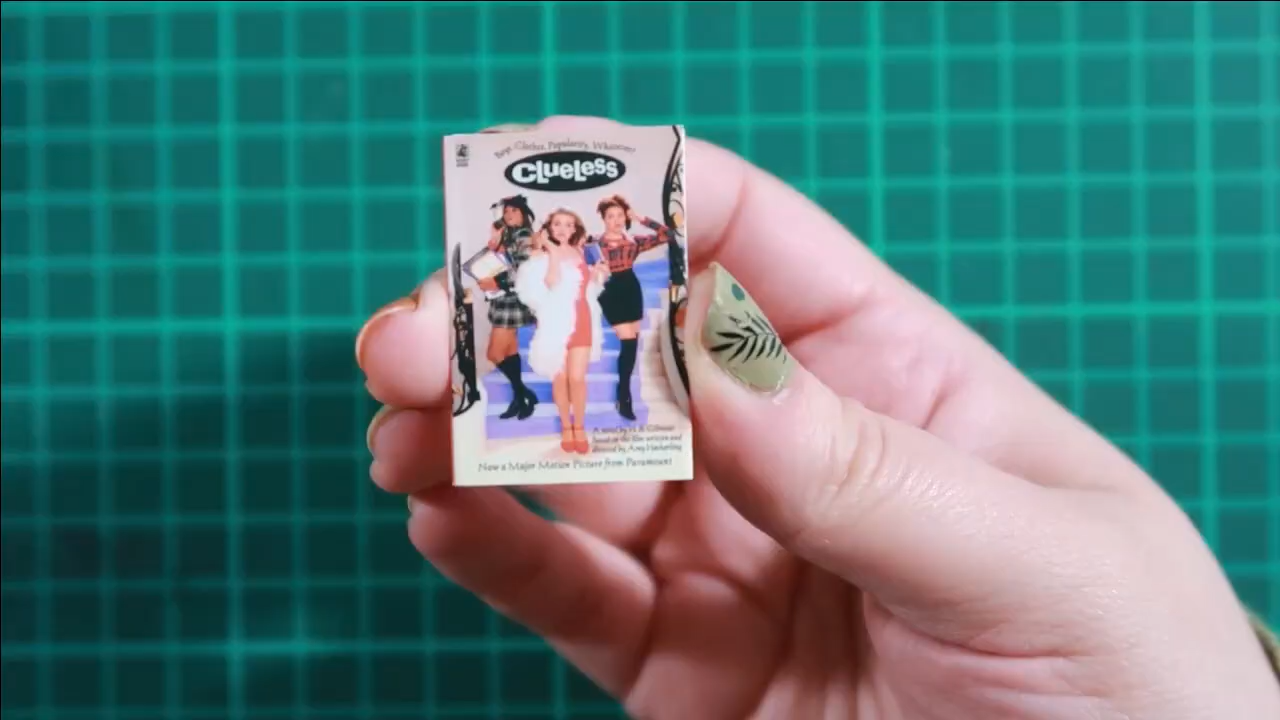 Boys. Clothes. Popularity. Whatever!
CLUELESS
A novel by H.B. Gilmour
based on the film written and
directed by Amy Heckerling
Now a Major Motion Picture from Paramount